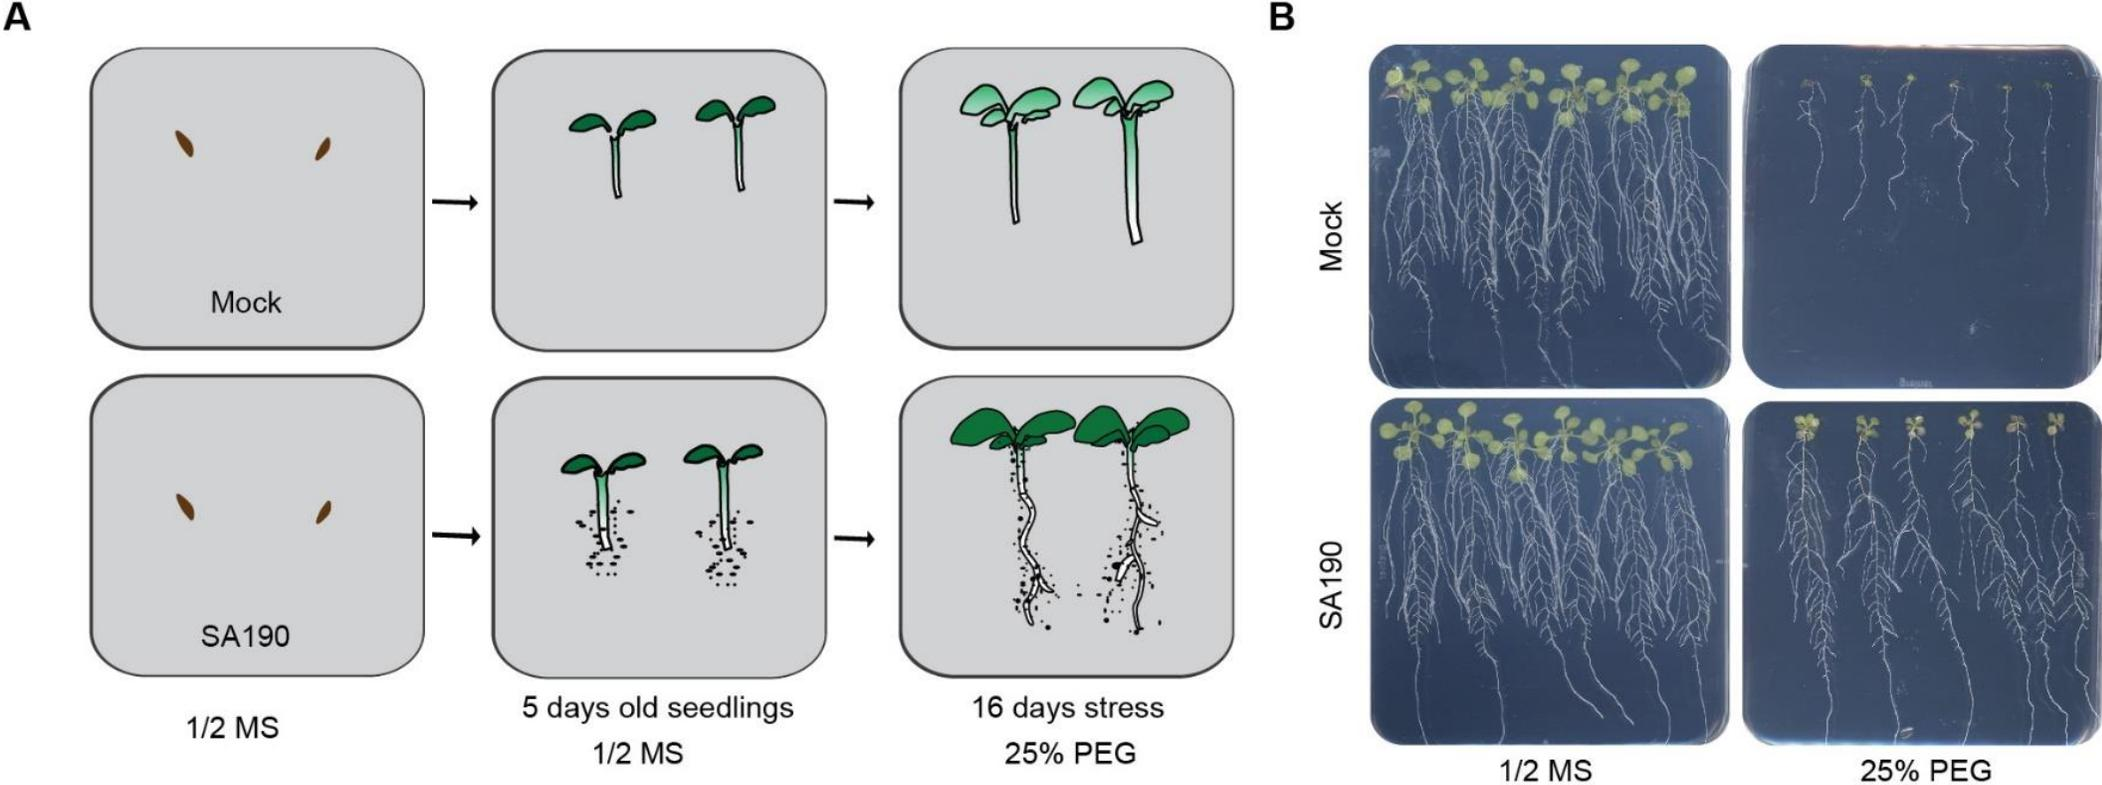 A
B
Mock
SA190
1/2 MS
5 days old seedlings
1/2 MS
16 days stress
25% PEG
Mock
SA190
1/2 MS
25% PEG